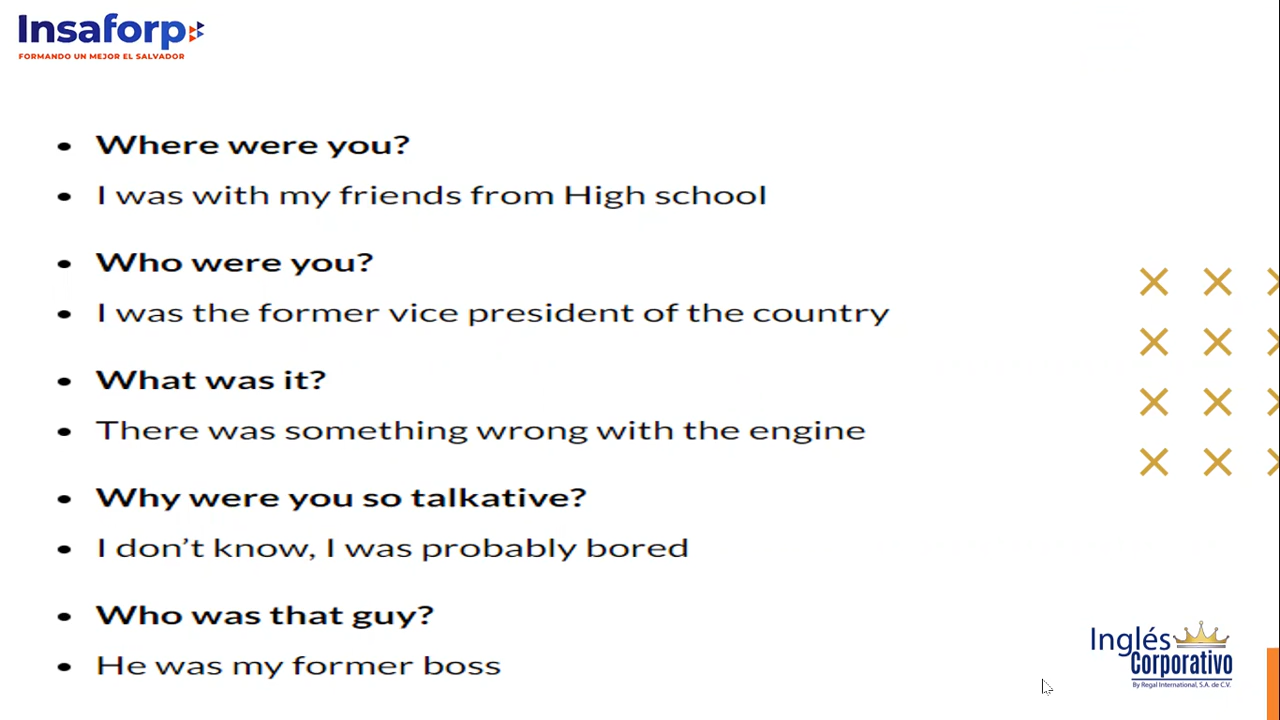 Insaforp
FORMANDO UN MEJOR EL SALVADOR
• Where were you?
• I was with my friends from High school
• Who were you?
• I was the former vice president of the country
• What was it?
• There was something wrong with the engine
• Why were you so talkative?
• I don’t know, I was probably bored
• Who was that guy?
• He was my former boss
Inglés
Corporativo
By Regal International, S.A. de C.V.